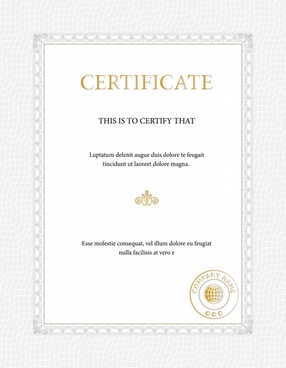 CERTIFICATE
THIS IS TO CERTIFY THAT
Luptatum delenit augue duis dolore te feugait
tincidunt ut laoreet dolore magna.
Esse molestie consequat, vel illum dolore eu feugiat
nulla facilisis at vero e
COMPANY NAME